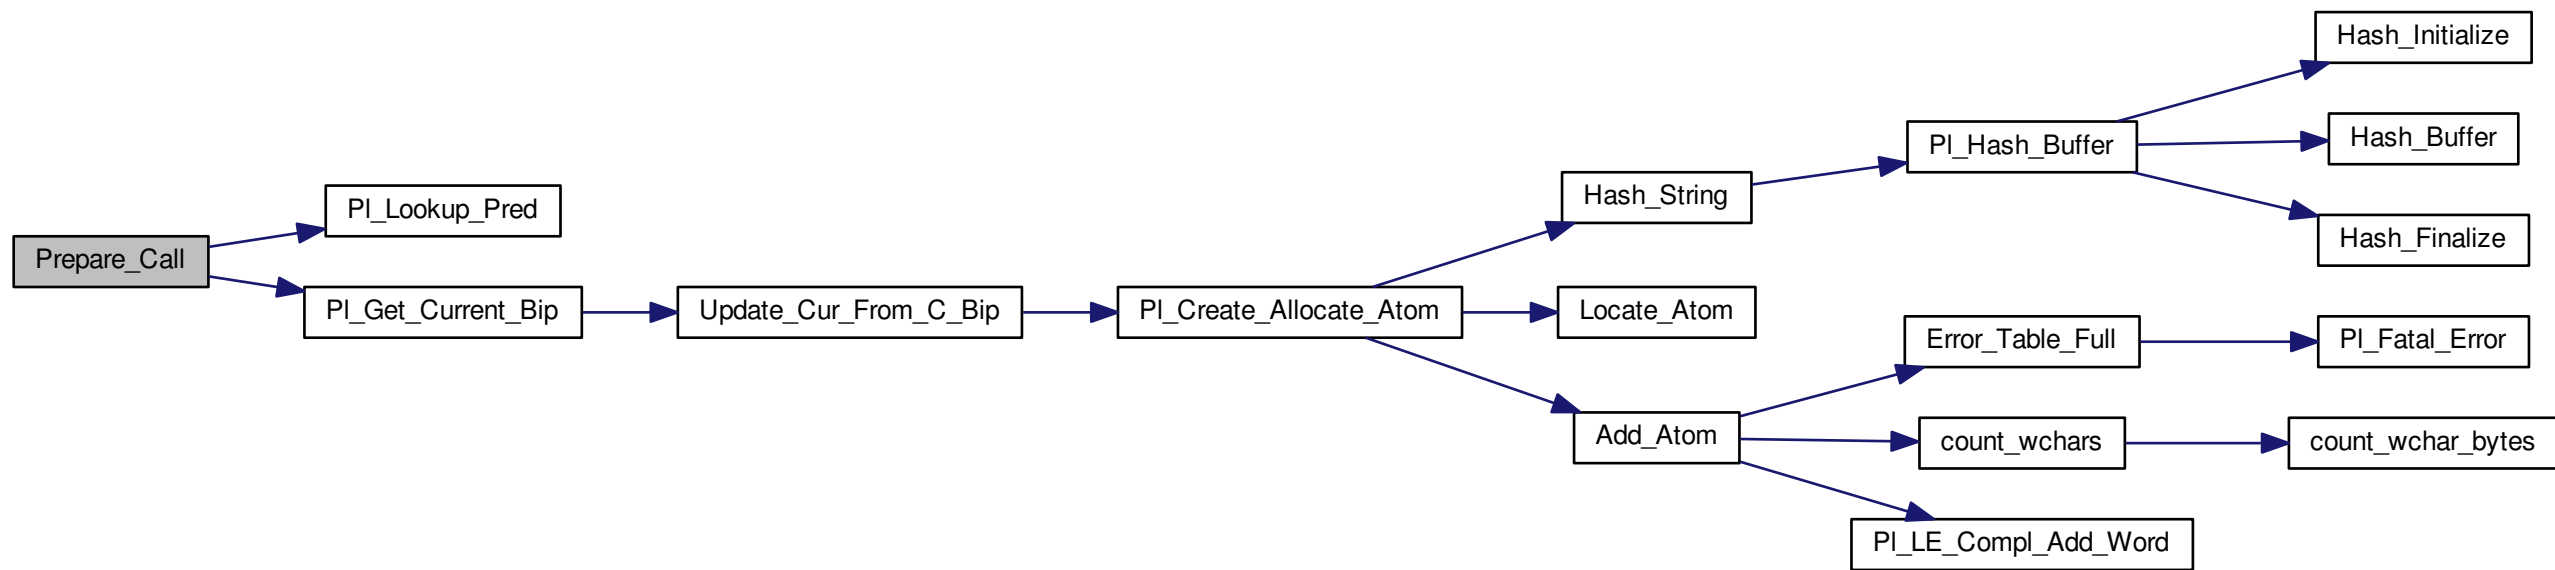 Prepare_Call
Pl_Lookup_Pred
Pl_Get_Current_Bip
Update_Cur_From_C_Bip
Pl_Create_Allocate_Atom
Hash_String
Locate_Atom
Add_Atom
Pl_Hash_Buffer
Error_Table_Full
count_wchars
Pl_LE_Compl_Add_Word
Hash_Initialize
Hash_Buffer
Hash_Finalize
Pl_Fatal_Error
count_wchar_bytes